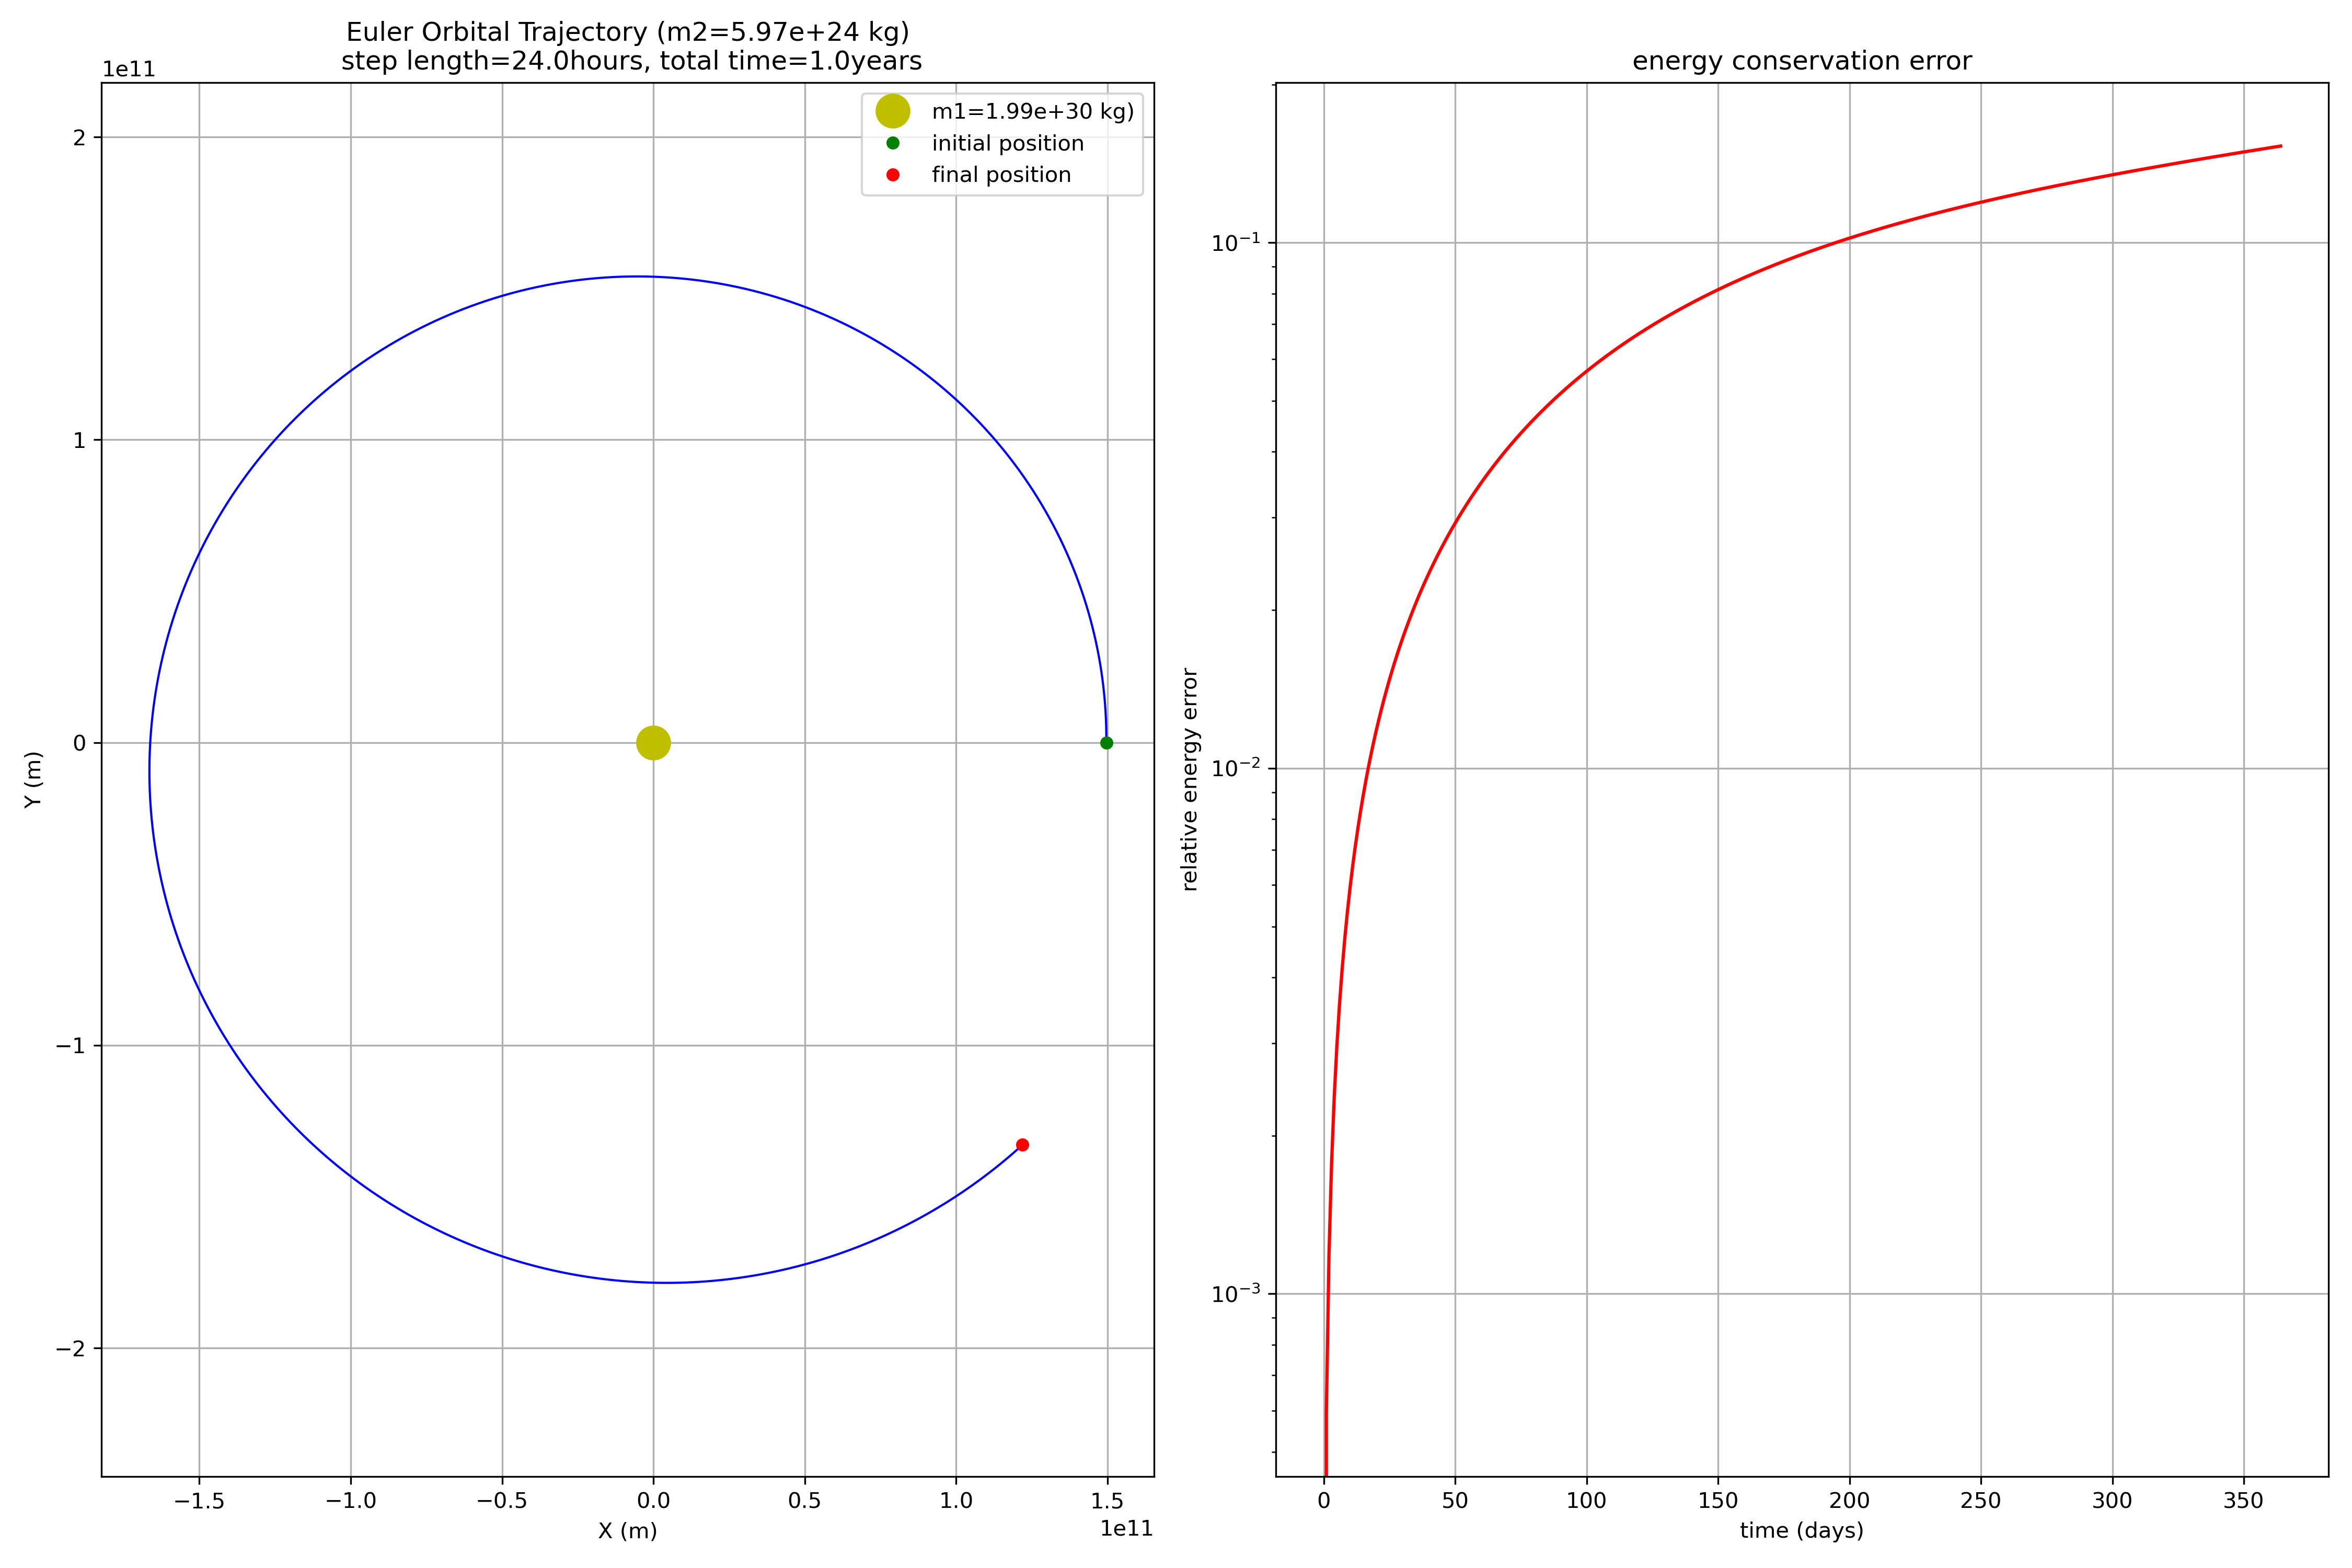 Euler Orbital Trajectory (m2=5.97e+24 kg)
step length=24.0hours, total time=1.0years
1e11
m1=1.99e+30 kg)
initial position
final position
2
1
0
−1
−2
Y (m)
−1.5
−1.0
−0.5
0.0
0.5
1.0
1.5
X (m)
1e11
energy conservation error
10⁻¹
10⁻²
10⁻³
relative energy error
0
50
100
150
200
250
300
350
time (days)